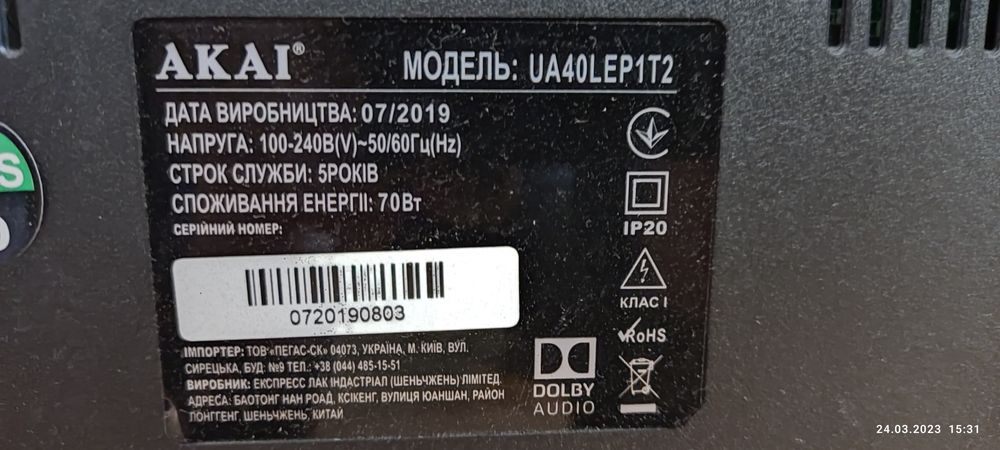 AKAI®
МОДЕЛЬ: UA40LEP1T2
ДАТА ВИРОБНИЦТВА: 07/2019
НАПРУГА: 100-240В(V)~50/60Гц(Hz)
СТРОК СЛУЖБИ: 5РОКІВ
СПОЖИВАННЯ ЕНЕРГІІ: 70Вт
СЕРІЙНИЙ НОМЕР:
0720190803
ІМПОРТЕР: ТОВ «ПЕГАС-СК» 04073, УКРАЇНА, М. КИЇВ, ВУЛ.
СИРЕЦЬКА, БУД. №9 ТЕЛ.: +38 (044) 485-15-51
ВИРОБНИК: ЕКСПРЕСС ЛАК ІНДАСТРІАЛ (ШЕНЬЧЖЕНЬ) ЛІМІТЕД.
АДРЕСА: БАОТОНГ НАН РОАД, КСІКЕНГ, ВУЛИЦЯ ЮАНШАН, РАЙОН
ЛОНГГЕНГ, ШЕНЬЧЖЕНЬ, КИТАЙ
IP20
КЛАС I
RoHS
DOLBY
AUDIO
S
24.03.2023 15:31